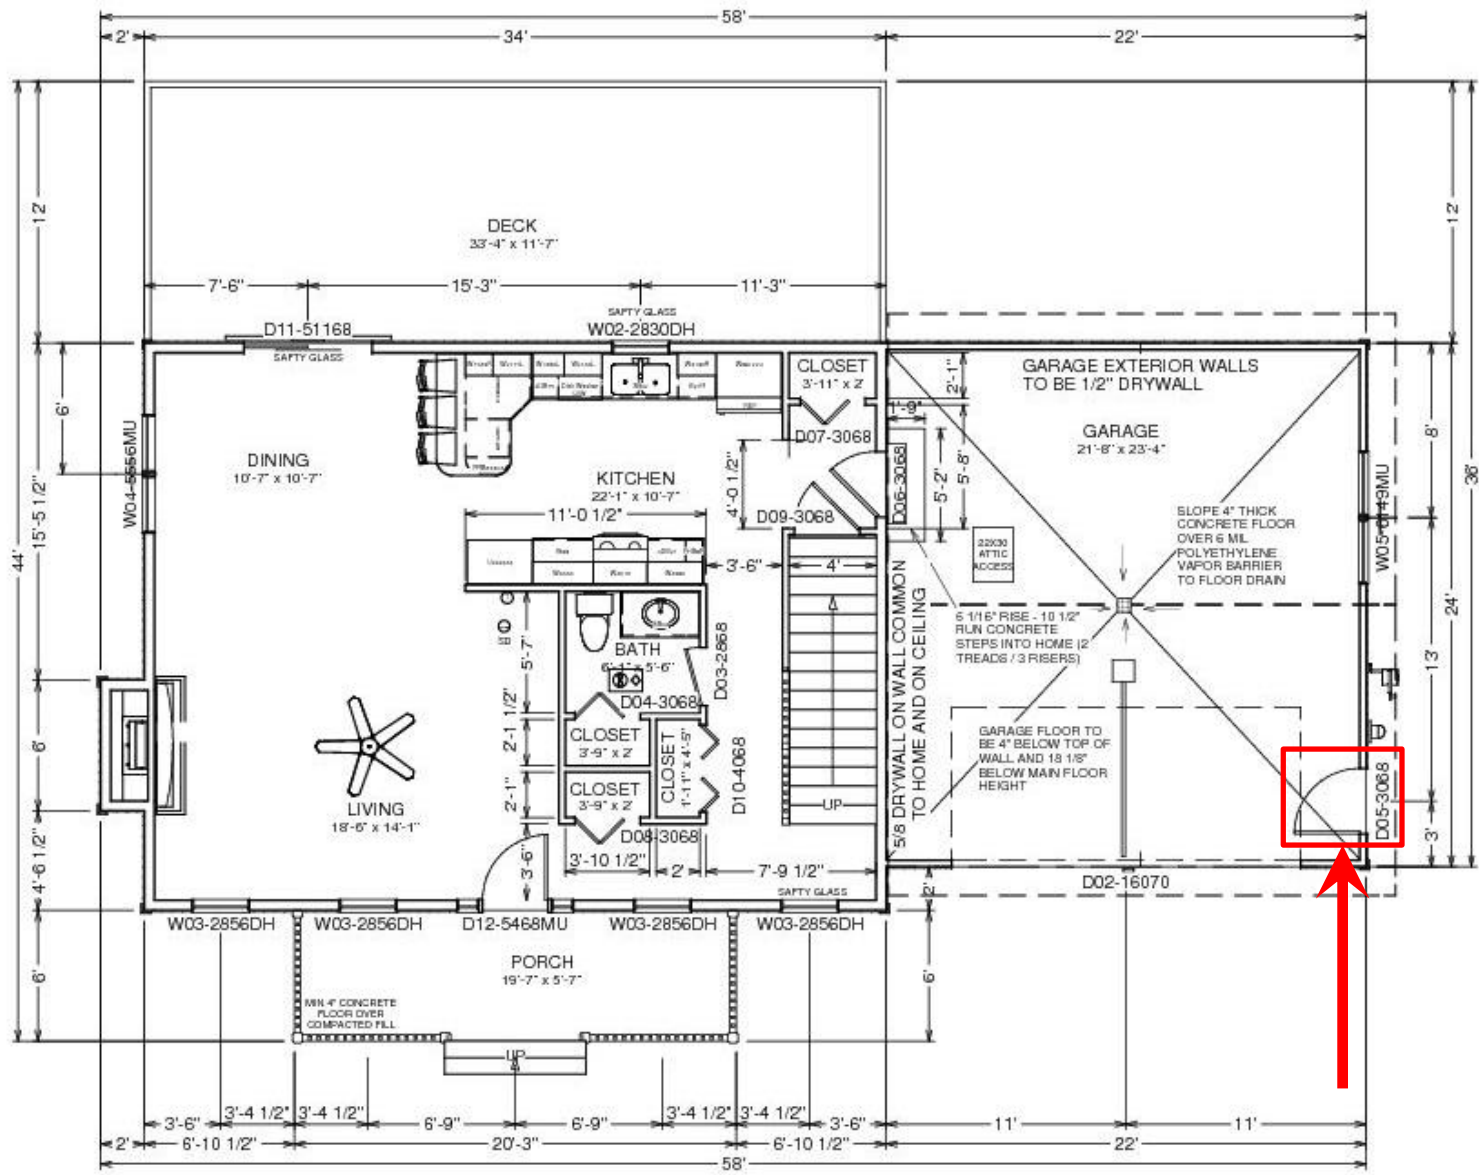 58'
2'
34'
22'
12'
12'
DECK
33'-4" x 11'-7"
7'-6"
15'-3"
11'-3"
SAFTY GLASS
D11-51168
W02-2830DH
SAFTY GLASS
CLOSET
3'-11" x 2'
2'-1"
GARAGE EXTERIOR WALLS
TO BE 1/2" DRYWALL
6'
1'-9"
D07-3068
GARAGE
21'-8" x 23'-4"
8'
DINING
10'-7" x 10'-7"
KITCHEN
22'-1" x 10'-7"
4'-0 1/2"
D06-3068
5'-2"
5'-8"
36'
15'-5 1/2"
11'-0 1/2"
D09-3068
SLOPE 4" THICK
CONCRETE FLOOR
OVER 6 MIL
POLYETHYLENE
VAPOR BARRIER
TO FLOOR DRAIN
22X30
ATTIC
ACCESS
44'
3'-6"
4'
24'
6 1/16" RISE - 10 1/2"
RUN CONCRETE
STEPS INTO HOME (2
TREADS / 3 RISERS)
5'-7"
BATH
6'-1" x 5'-6"
D03-2868
13'
D04-3068
5/8 DRYWALL ON WALL COMMON
TO HOME AND ON CEILING
GARAGE FLOOR TO
BE 4" BELOW TOP OF
WALL AND 18 1/8"
BELOW MAIN FLOOR
HEIGHT
6'
2'-1 1/2"
CLOSET
3'-9" x 2'
CLOSET
1'-11" x 4'-5"
D10-4068
2'-1"
CLOSET
3'-9" x 2'
UP
D05-3068
LIVING
18'-6" x 14'-1"
D08-3068
3'
4'-6 1/2"
3'-6"
3'-10 1/2"
2'
7'-9 1/2"
SAFTY GLASS
2'
D02-16070
W03-2856DH
W03-2856DH
D12-5468MU
W03-2856DH
W03-2856DH
6'
PORCH
19'-7" x 5'-7"
6'
MIN 4" CONCRETE
FLOOR OVER
COMPACTED FILL
UP
3'-6"
3'-4 1/2"
3'-4 1/2"
6'-9"
6'-9"
3'-4 1/2"
3'-4 1/2"
3'-6"
11'
11'
2'
6'-10 1/2"
20'-3"
6'-10 1/2"
22'
58'